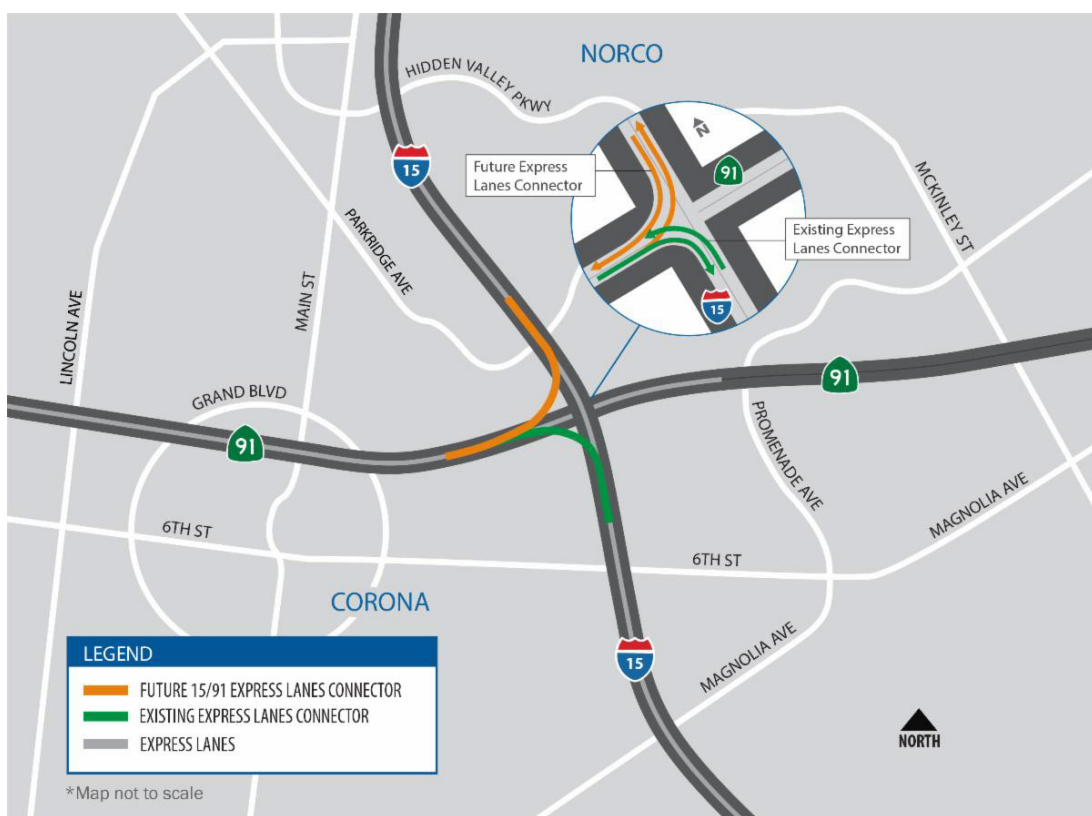 NORCO
HIDDEN VALLEY PKWY
15
N
91
Future Express
Lanes Connector
MCKINLEY ST
Existing Express
Lanes Connector
15
PARKRIDGE AVE
MAIN ST
LINCOLN AVE
91
GRAND BLVD
91
PROMENADE AVE
MAGNOLIA AVE
6TH ST
6TH ST
CORONA
MAGNOLIA AVE
15
LEGEND
FUTURE 15/91 EXPRESS LANES CONNECTOR
EXISTING EXPRESS LANES CONNECTOR
EXPRESS LANES
NORTH
*Map not to scale